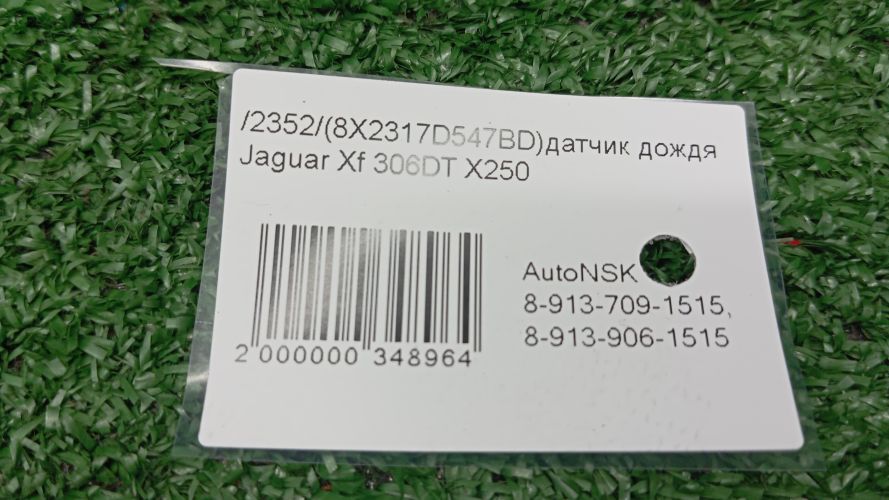 /2352/(8X2317D547BD)датчик дождя
Jaguar Xf 306DT X250
AutoNSK
8-913-709-1515,
8-913-906-1515
2 000000 348964